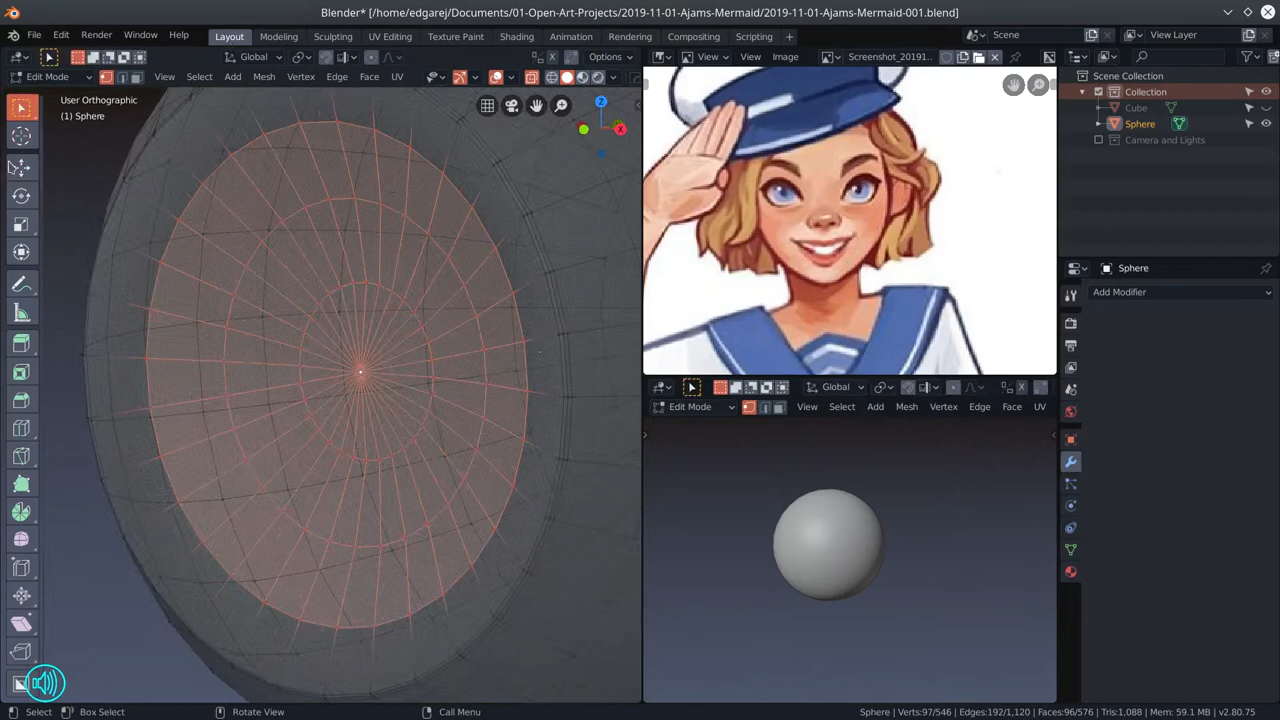 Blender* [/home/edgarej/Documents/01-Open-Art-Projects/2019-11-01-Ajams-Mermaid/2019-11-01-Ajams-Mermaid-001.blend]
File Edit Render Window Help Layout Modeling Sculpting UV Editing Texture Paint Shading Animation Rendering Compositing Scripting Scene View Layer
Global Options
Edit Mode View Select Add Mesh Vertex Edge Face UV
User Orthographic
(1) Sphere
Z
X
View View Image Screenshot_20191..
Scene Collection
Collection
Cube
Sphere
Camera and Lights
Sphere
Add Modifier
Global
Edit Mode View Select Add Mesh Vertex Edge Face UV
Select Box Select Rotate View Call Menu Sphere | Verts:97/546 | Edges:192/1,120 | Faces:96/576 | Tris:1,088 | Mem: 59.1 MB | v2.80.75